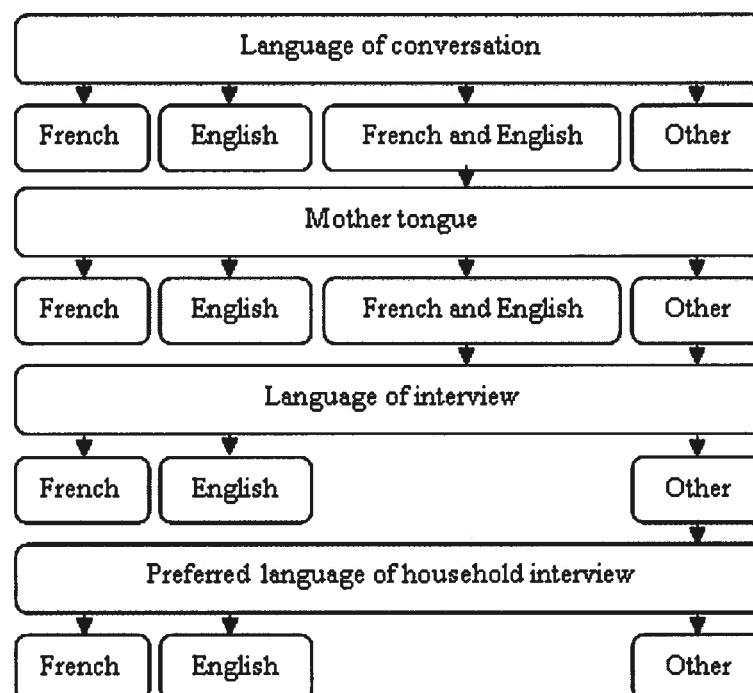 Language of conversation
French English French and English Other
Mother tongue
French English French and English Other
Language of interview
French English Other
Preferred language of household interview
French English Other